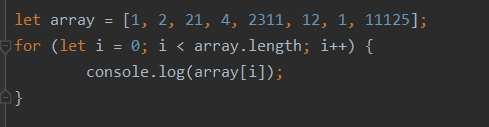 let array = [1, 2, 21, 4, 2311, 12, 1, 11125];
for (let i = 0; i < array.length; i++) {
        console.log(array[i]);
}